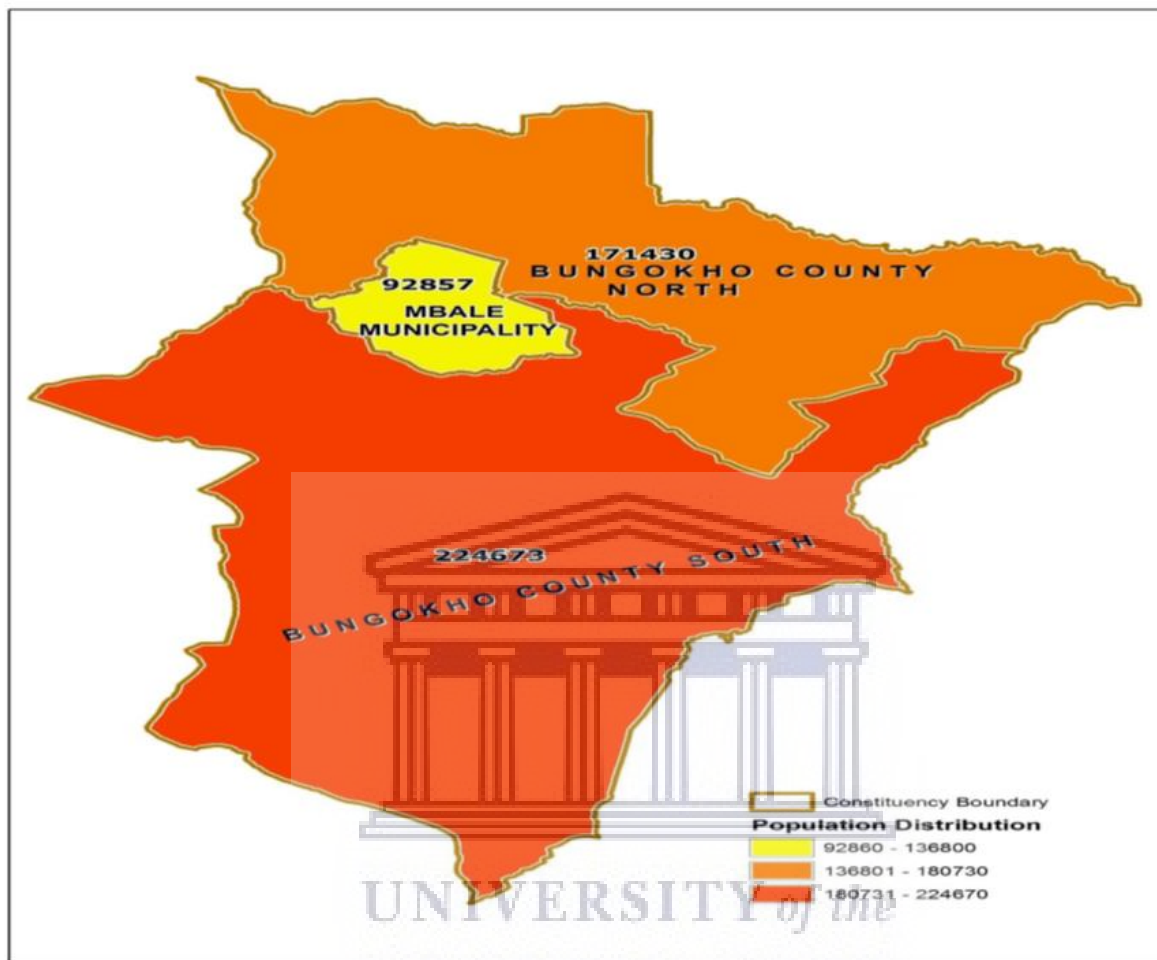 171430
BUNGOKHO COUNTY
NORTH
92857
MBALE
MUNICIPALITY
224673
BUNGOKHO COUNTY SOUTH
Constituency Boundary
Population Distribution
92860 - 136800
136801 - 180730
180731 - 224670
UNIVERSITY of the